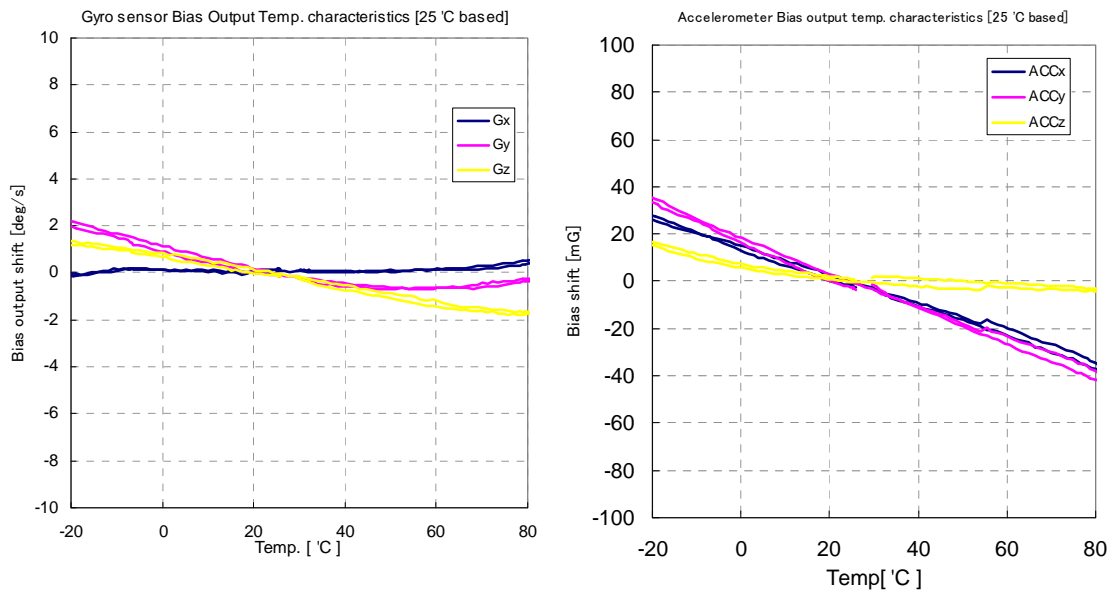 Gyro sensor Bias Output Temp. characteristics [25 'C based]
10
8
6
4
2
0
-2
-4
-6
-8
-10
Bias output shift [deg/s]
Gx
Gy
Gz
-20 0 20 40 60 80
Temp. [ 'C ]
Accelerometer Bias output temp. characteristics [25 'C based]
100
80
60
40
20
0
-20
-40
-60
-80
-100
Bias shift [mG]
ACCx
ACCy
ACCz
-20 0 20 40 60 80
Temp[ 'C ]